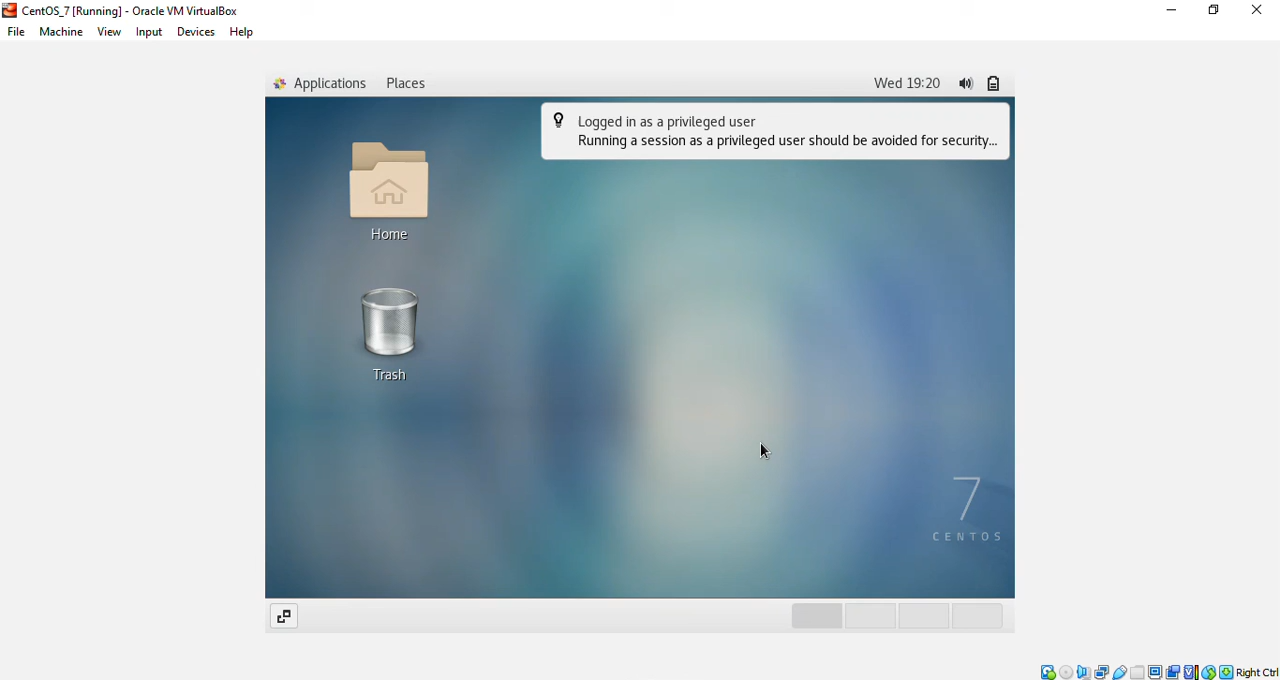 CentOS_7 [Running] - Oracle VM VirtualBox
File Machine View Input Devices Help
Applications Places Wed 19:20
Logged in as a privileged user
Running a session as a privileged user should be avoided for security...
Home
Trash
7
CENTOS
Right Ctrl